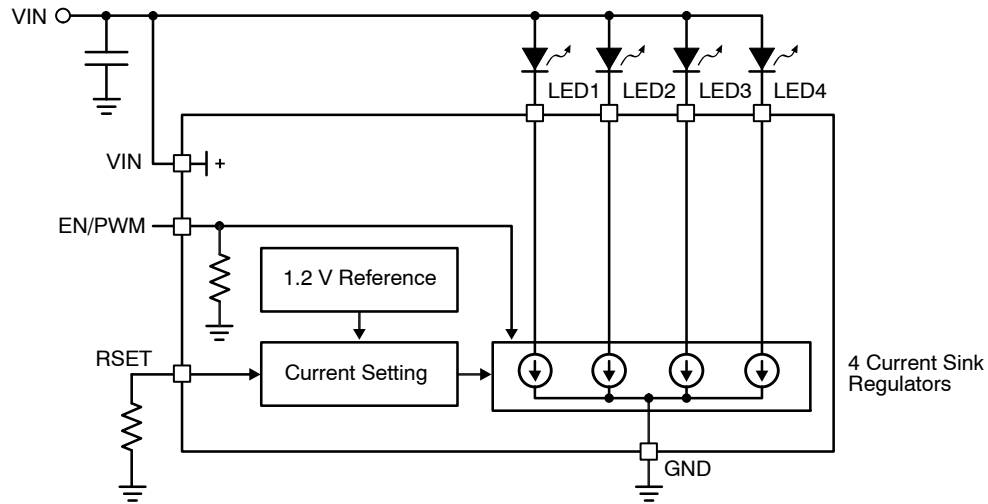 VIN
LED1 LED2 LED3 LED4
VIN
+
EN/PWM
1.2 V Reference
RSET
Current Setting
4 Current Sink
Regulators
GND